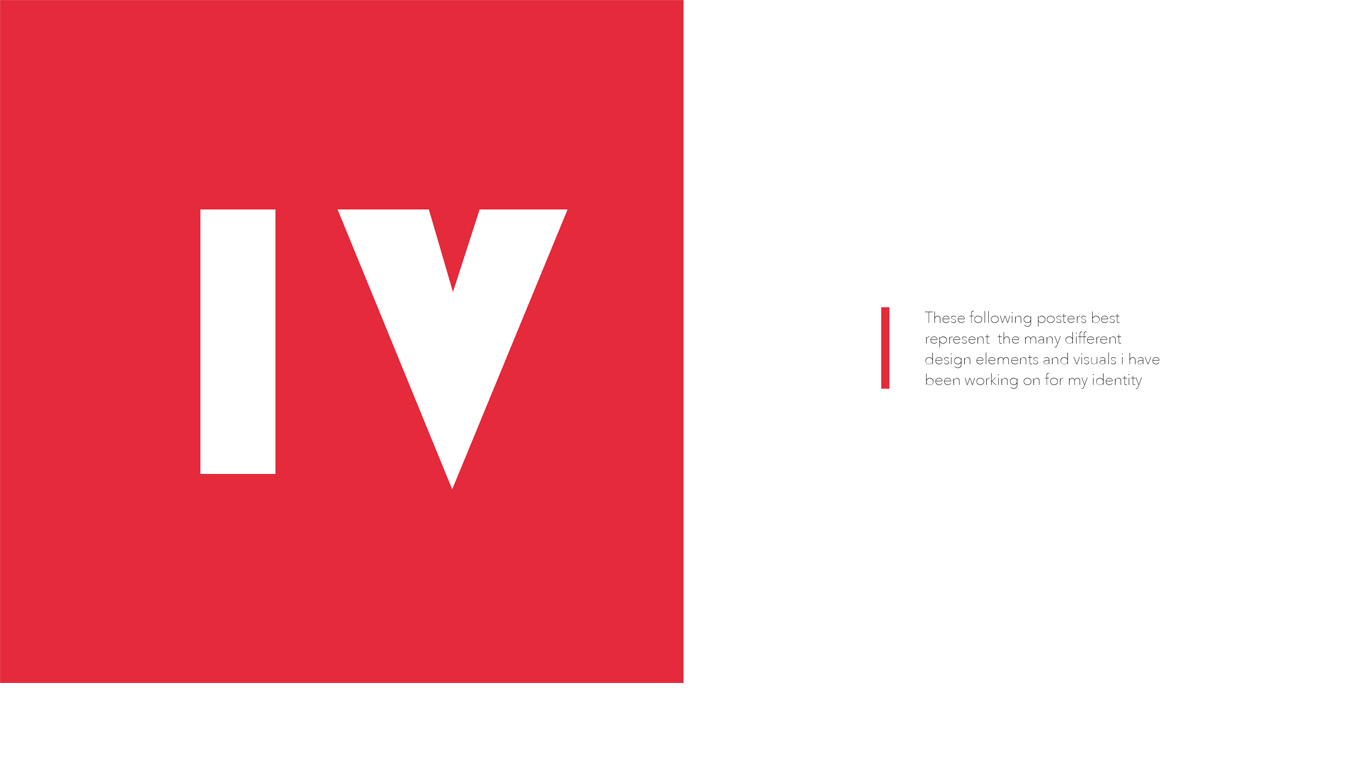 IV
These following posters best
represent  the many different
design elements and visuals i have
been working on for my identity